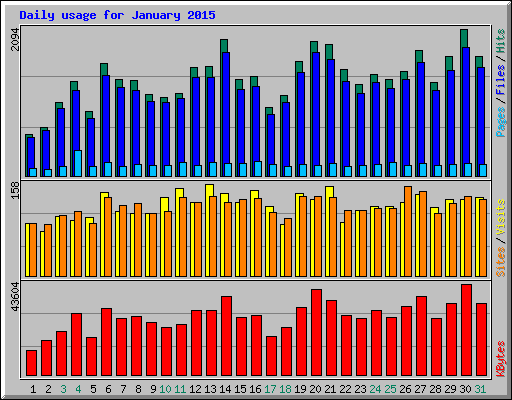 Daily usage for January 2015
2094
Pages / Files / Hits
158
Sites / Visits
43604
KBytes
1 2 3 4 5 6 7 8 9 10 11 12 13 14 15 16 17 18 19 20 21 22 23 24 25 26 27 28 29 30 31